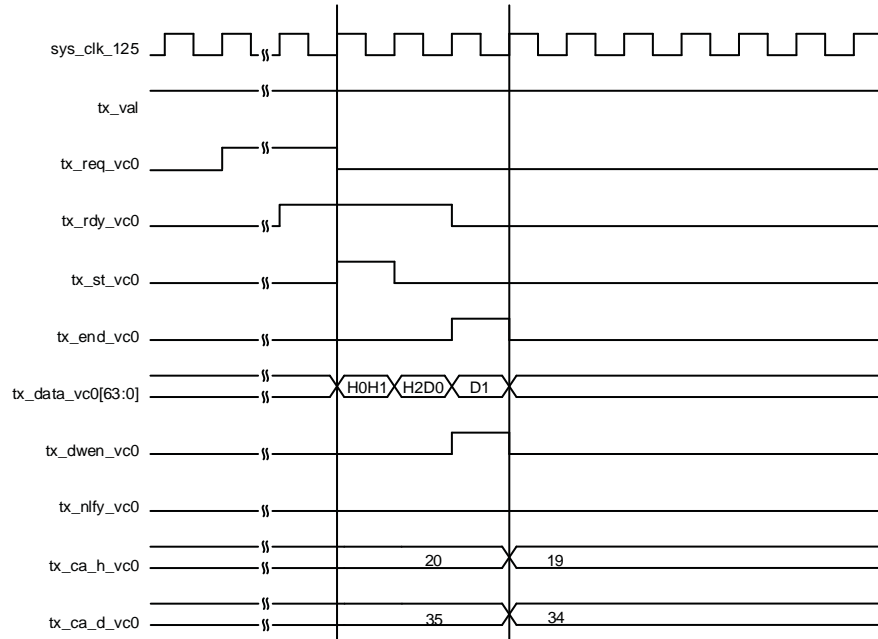 sys_clk_125
tx_val
tx_req_vc0
tx_rdy_vc0
tx_st_vc0
tx_end_vc0
tx_data_vc0[63:0] H0H1 H2D0 D1
tx_dwen_vc0
tx_nlfy_vc0
tx_ca_h_vc0 20 19
tx_ca_d_vc0 35 34